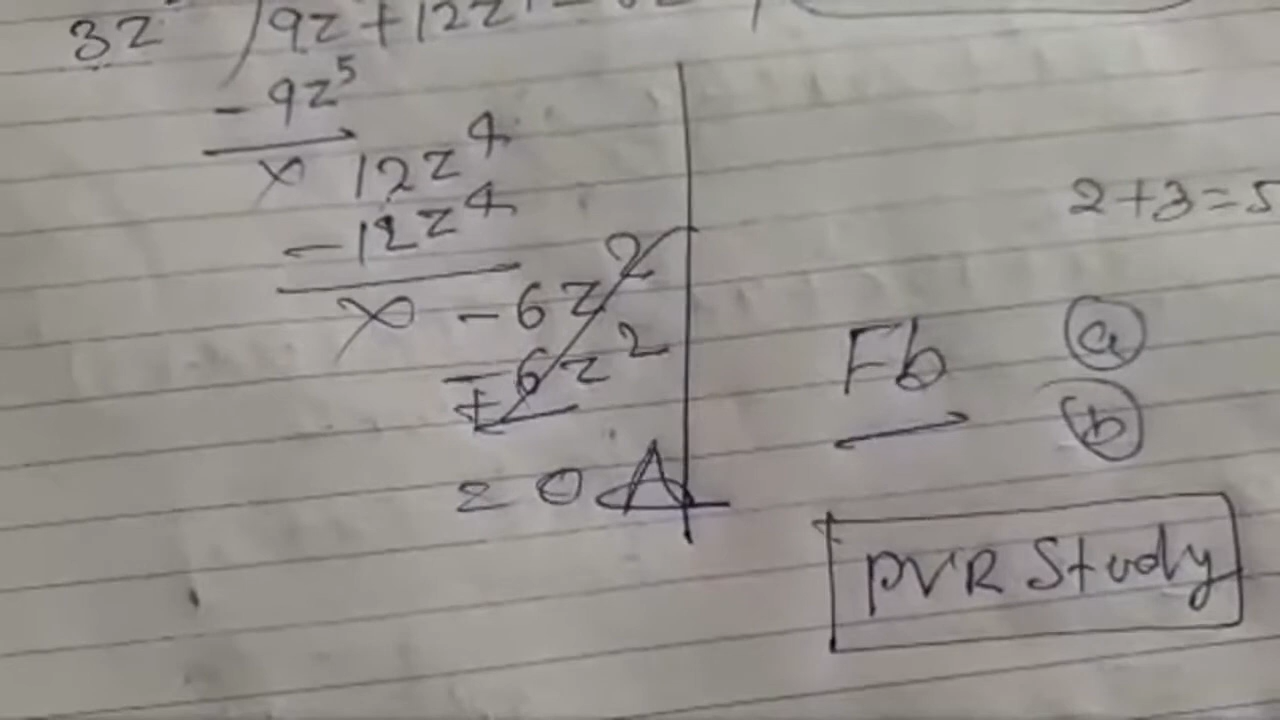 3z 9z + 12z
- 9z⁵
× 12z⁴
- 12z⁴
× - 6z²
- 6z²
+
= 0 A
2+3=5
Fb a
b
PVR Study